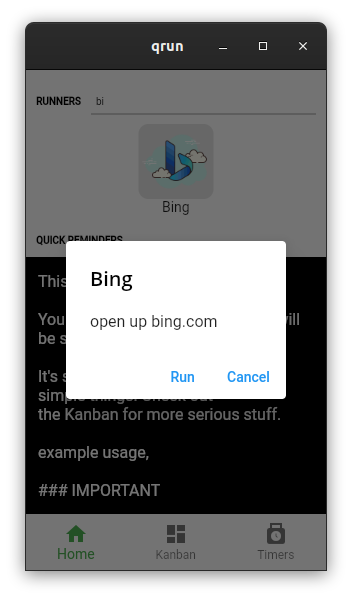 qrun
RUNNERS
bi
Bing
QUICK REMINDERS
This
You will
be s
Bing
open up bing.com
Run Cancel
It's s
simple things. Check out
the Kanban for more serious stuff.
example usage,
### IMPORTANT
Home Kanban Timers